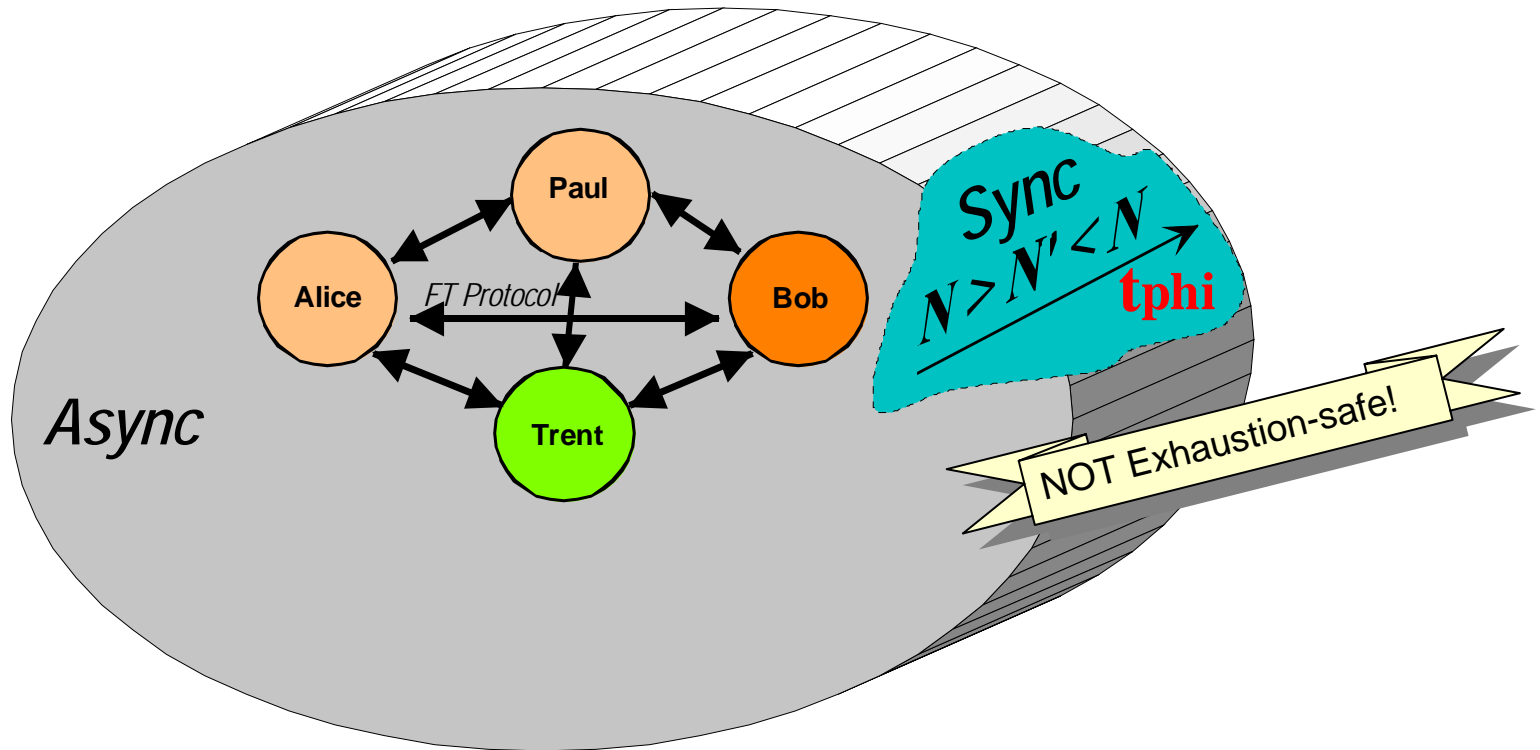 Paul
Sync
N > N' < N
tphi
Alice
FT Protocol
Bob
Async
Trent
NOT Exhaustion-safe!